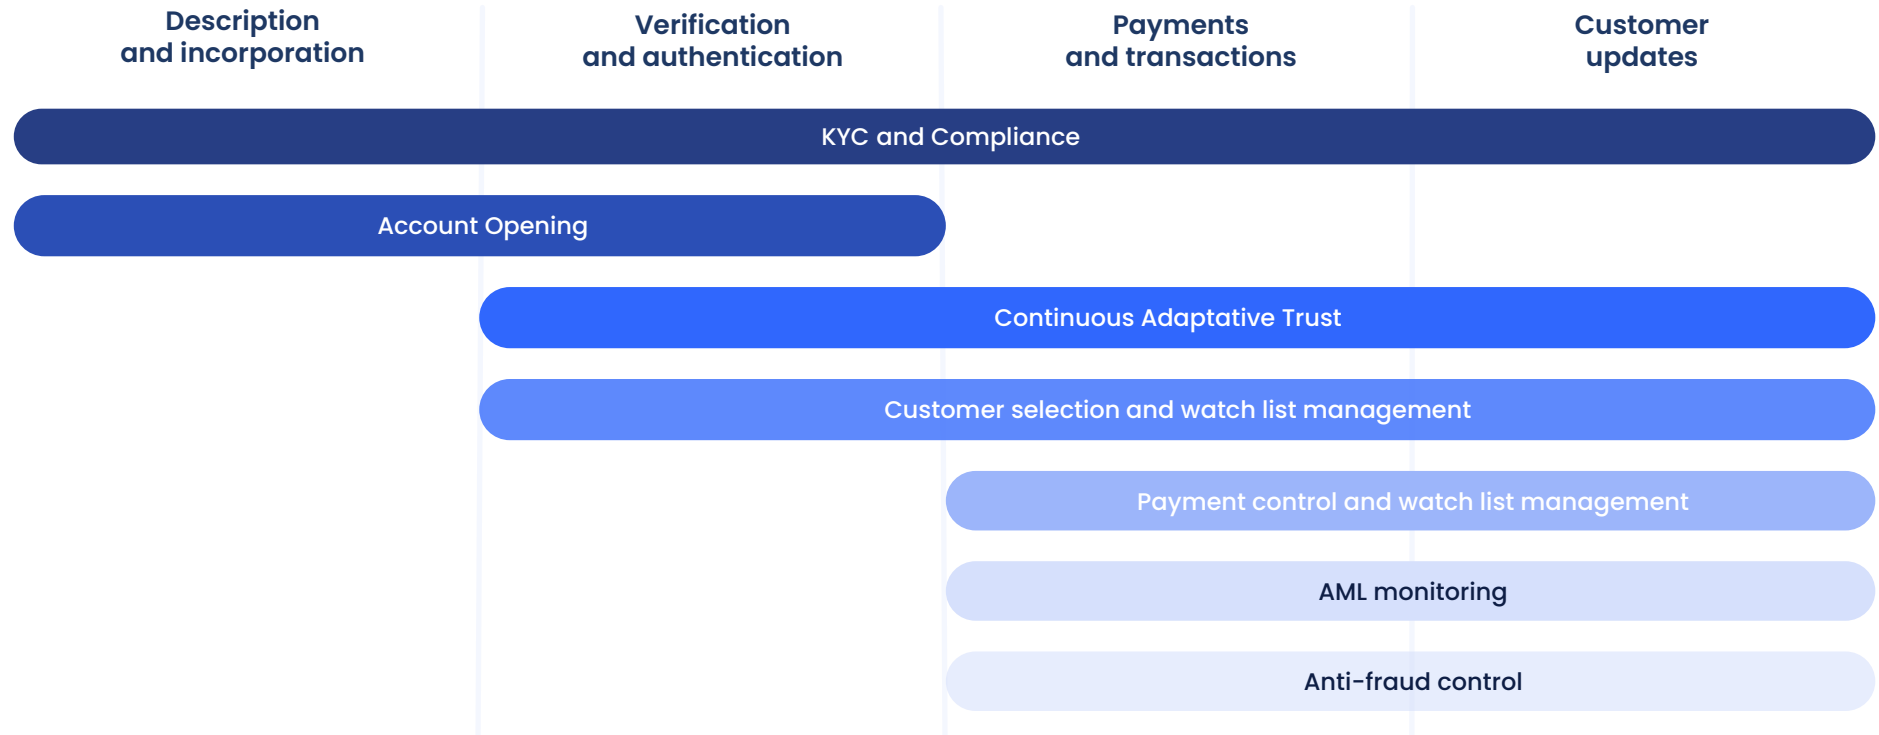 Description
and incorporation
Verification
and authentication
Payments
and transactions
Customer
updates
KYC and Compliance
Account Opening
Continuous Adaptative Trust
Customer selection and watch list management
Payment control and watch list management
AML monitoring
Anti-fraud control